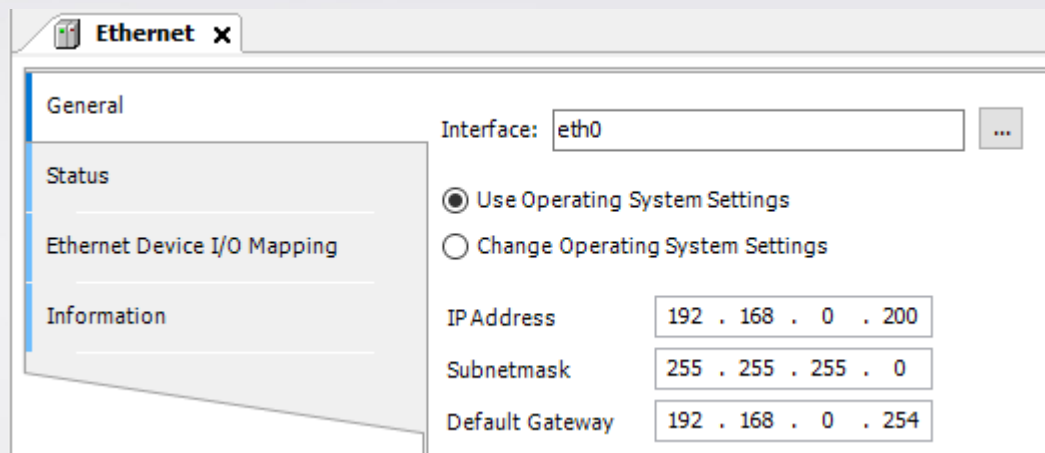 Ethernet x
General
Interface: eth0 ...
Status
Use Operating System Settings
Ethernet Device I/O Mapping
Change Operating System Settings
Information
IP Address 192 . 168 . 0 . 200
Subnetmask 255 . 255 . 255 . 0
Default Gateway 192 . 168 . 0 . 254